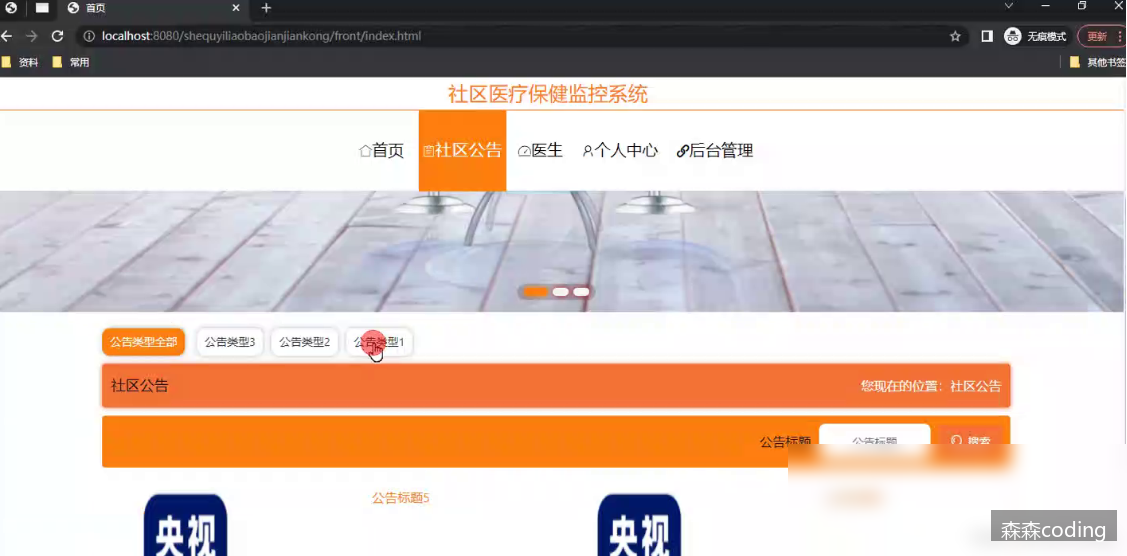 首页
localhost:8080/shequyiliaobaojianjiankong/front/index.html
无痕模式
更新
资料
常用
其他书签
社区医疗保健监控系统
首页
社区公告
医生
个人中心
后台管理
公告类型全部
公告类型3
公告类型2
公告类型1
社区公告
您现在的位置：社区公告
公告标题
公告标题
搜索
公告标题5
央视
央视
森森coding